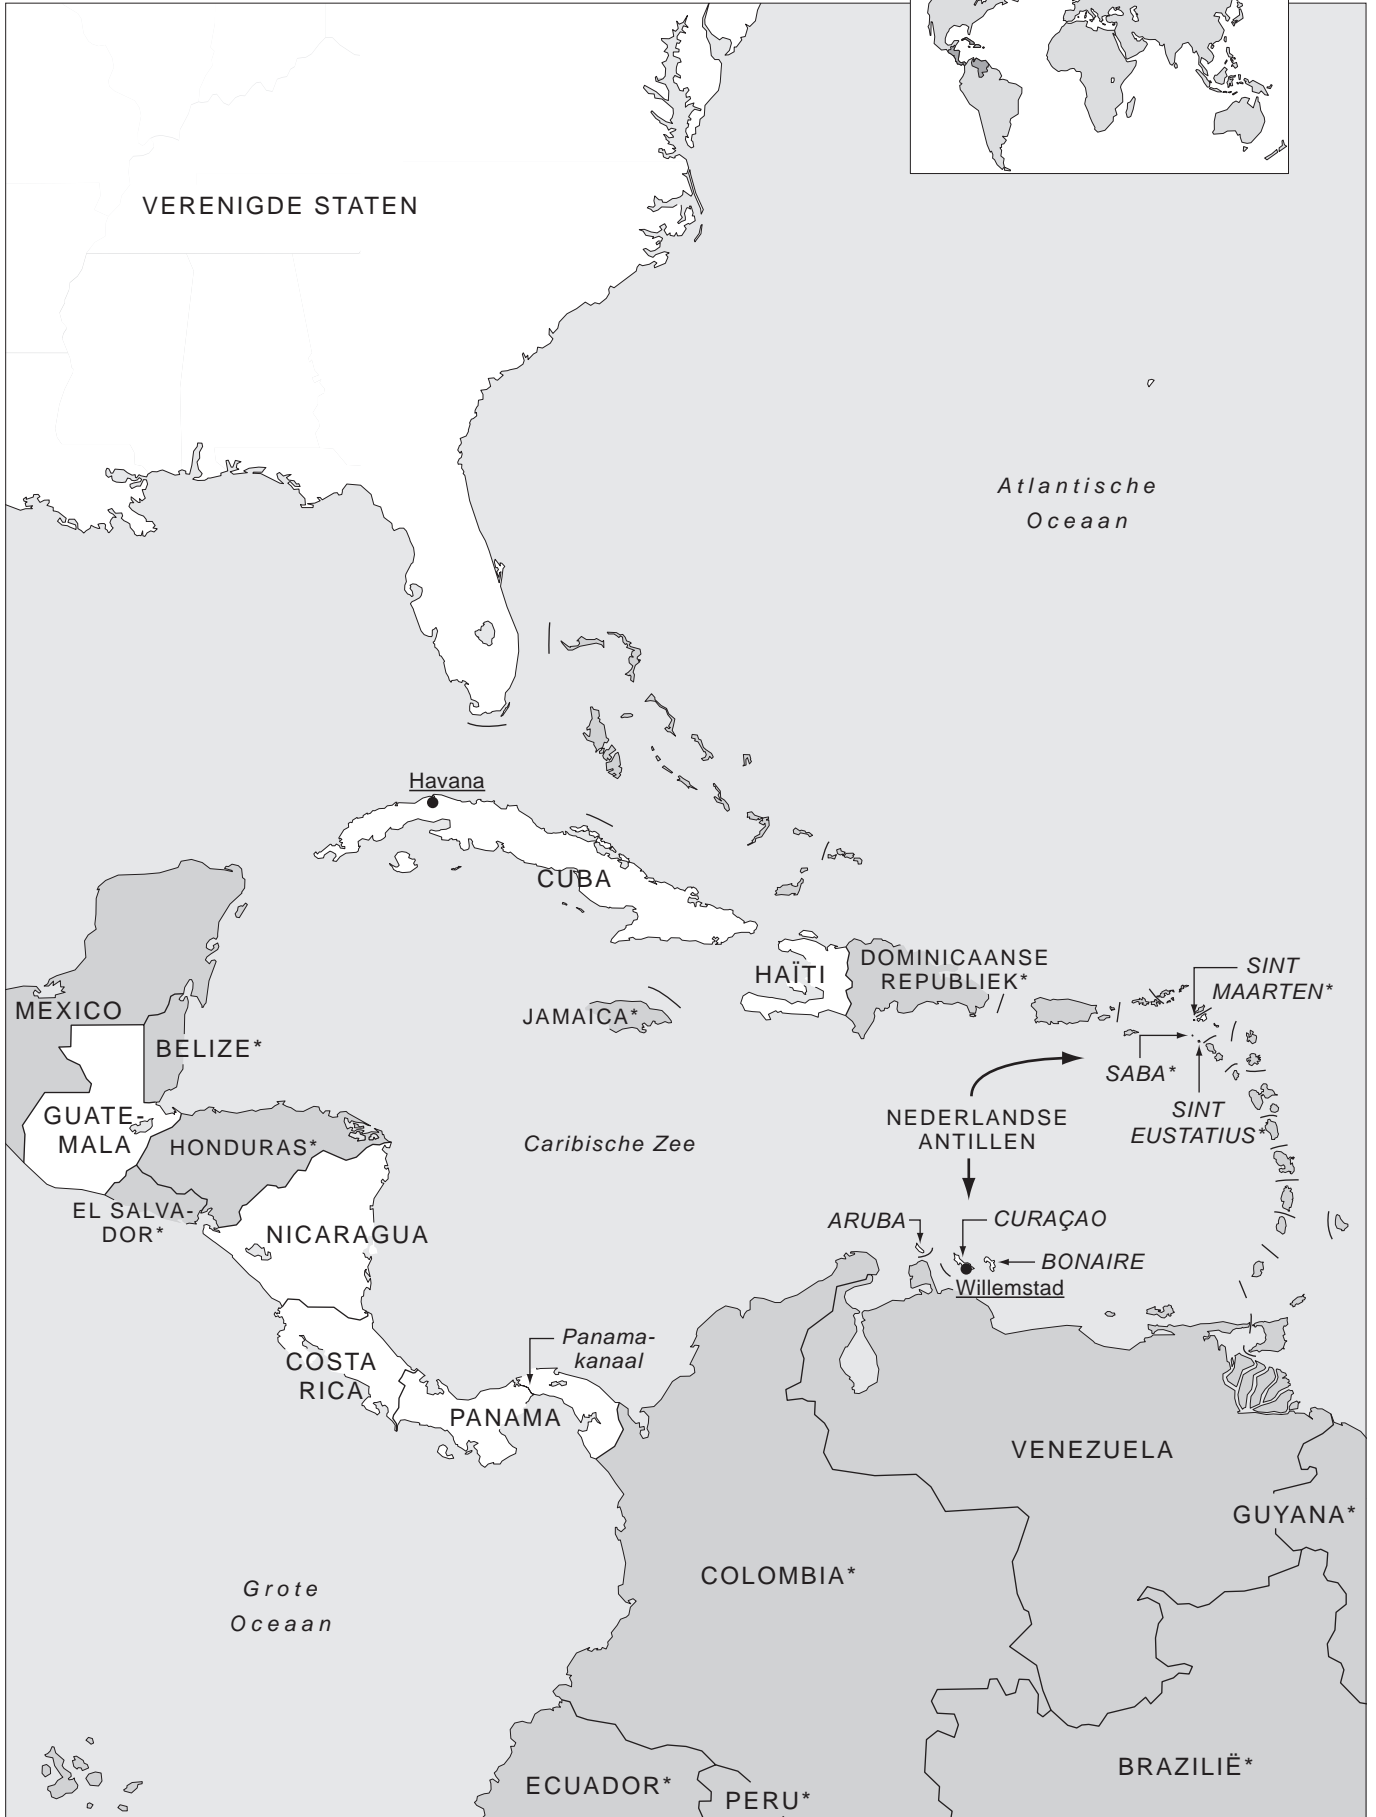 VERENIGDE STATEN
Atlantische
Oceaan
Havana
CUBA
HAÏTI
DOMINICAANSE
REPUBLIEK*
SINT
MAARTEN*
MEXICO
JAMAICA*
BELIZE*
SABA*
GUATE-
MALA
HONDURAS*
Caribische Zee
NEDERLANDSE
ANTILLEN
SINT
EUSTATIUS*
EL SALVA-
DOR*
NICARAGUA
ARUBA
CURAÇAO
BONAIRE
Willemstad
Panama-
kanaal
COSTA
RICA
PANAMA
VENEZUELA
GUYANA*
COLOMBIA*
Grote
Oceaan
BRAZILIË*
ECUADOR*
PERU*